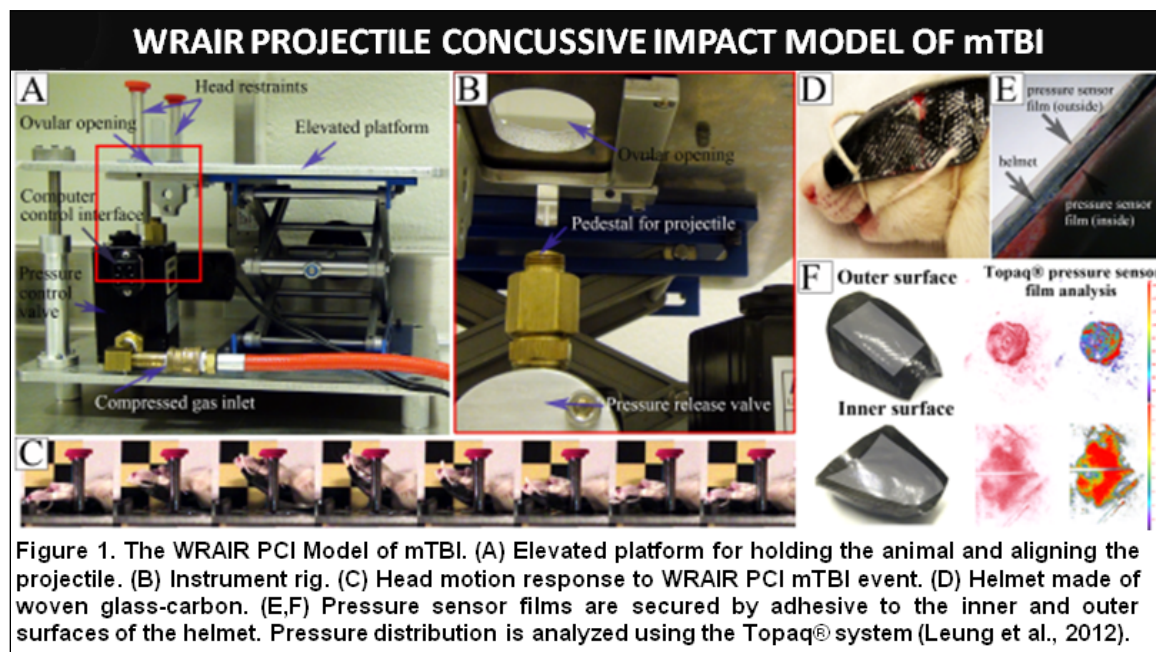 WRAIR PROJECTILE CONCUSSIVE IMPACT MODEL OF mTBI
A
Head restraints
Ovular opening
Elevated platform
Computer
control interface
Pressure
control
valve
Compressed gas inlet
B
Ovular opening
Pedestal for projectile
Pressure release valve
C
D
E
pressure sensor
film (outside)
helmet
pressure sensor
film (inside)
F
Outer surface
Topaq® pressure sensor
film analysis
Inner surface
Figure 1. The WRAIR PCI Model of mTBI. (A) Elevated platform for holding the animal and aligning the
projectile. (B) Instrument rig. (C) Head motion response to WRAIR PCI mTBI event. (D) Helmet made of
woven glass-carbon. (E,F) Pressure sensor films are secured by adhesive to the inner and outer
surfaces of the helmet. Pressure distribution is analyzed using the Topaq® system (Leung et al., 2012).